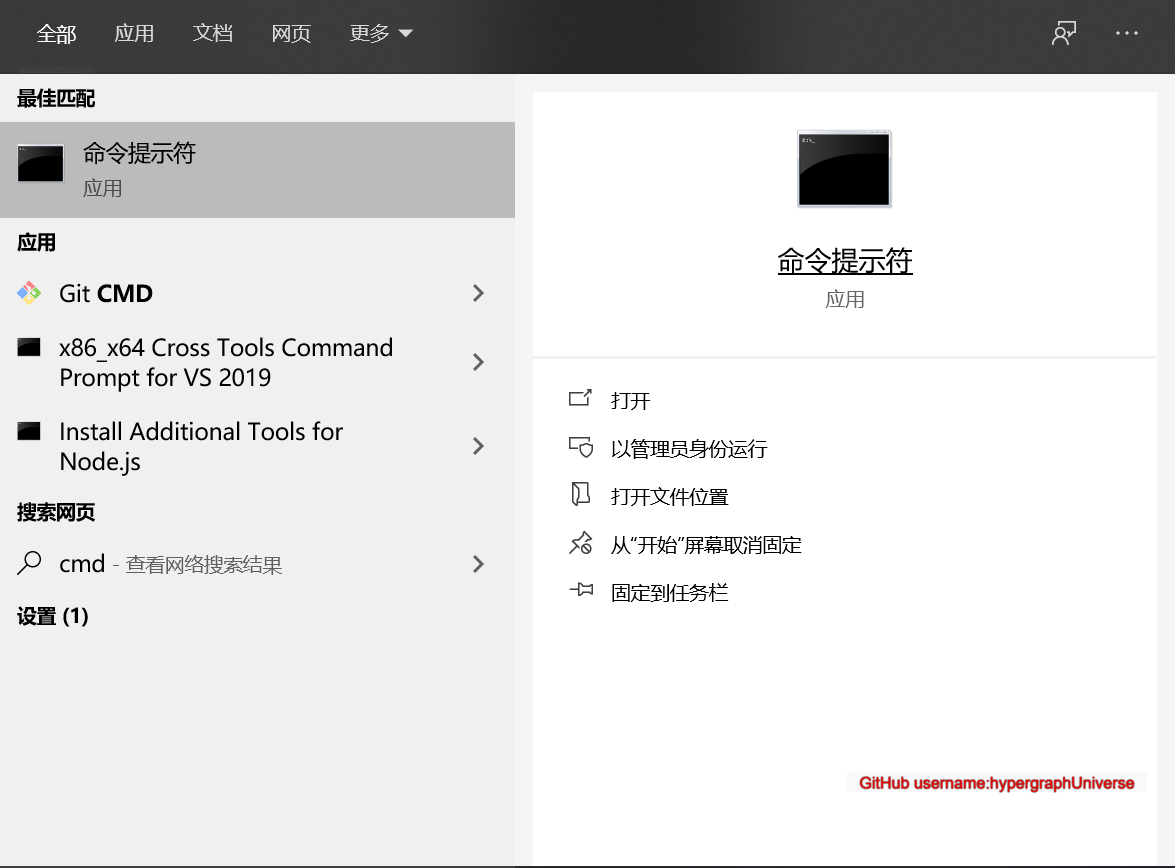 全部 应用 文档 网页 更多
最佳匹配
命令提示符
应用
应用
Git CMD
x86_x64 Cross Tools Command
Prompt for VS 2019
Install Additional Tools for
Node.js
搜索网页
cmd - 查看网络搜索结果
设置 (1)
命令提示符
应用
打开
以管理员身份运行
打开文件位置
从“开始”屏幕取消固定
固定到任务栏
GitHub username:hypergraphUniverse